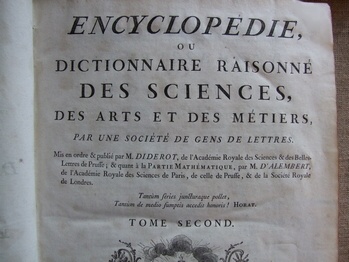 ENCYCLOPÉDIE,
OU
DICTIONNAIRE RAISONNÉ
DES SCIENCES,
DES ARTS ET DES MÉTIERS,
PAR UNE SOCIÉTÉ DE GENS DE LETTRES.
Mis en ordre & publié par M. DIDEROT, de l'Académie Royale des Sciences & des Belles-
Lettres de Prusse; & quant à la PARTIE MATHÉMATIQUE, par M. D'ALEMBERT,
de l'Académie Royale des Sciences de Paris, de celle de Prusse, & de la Société Royale
de Londres.
Tantùm series juncturaque pollet,
Tantùm de medio sumptis accedit honoris! HORAT.
TOME SECOND.